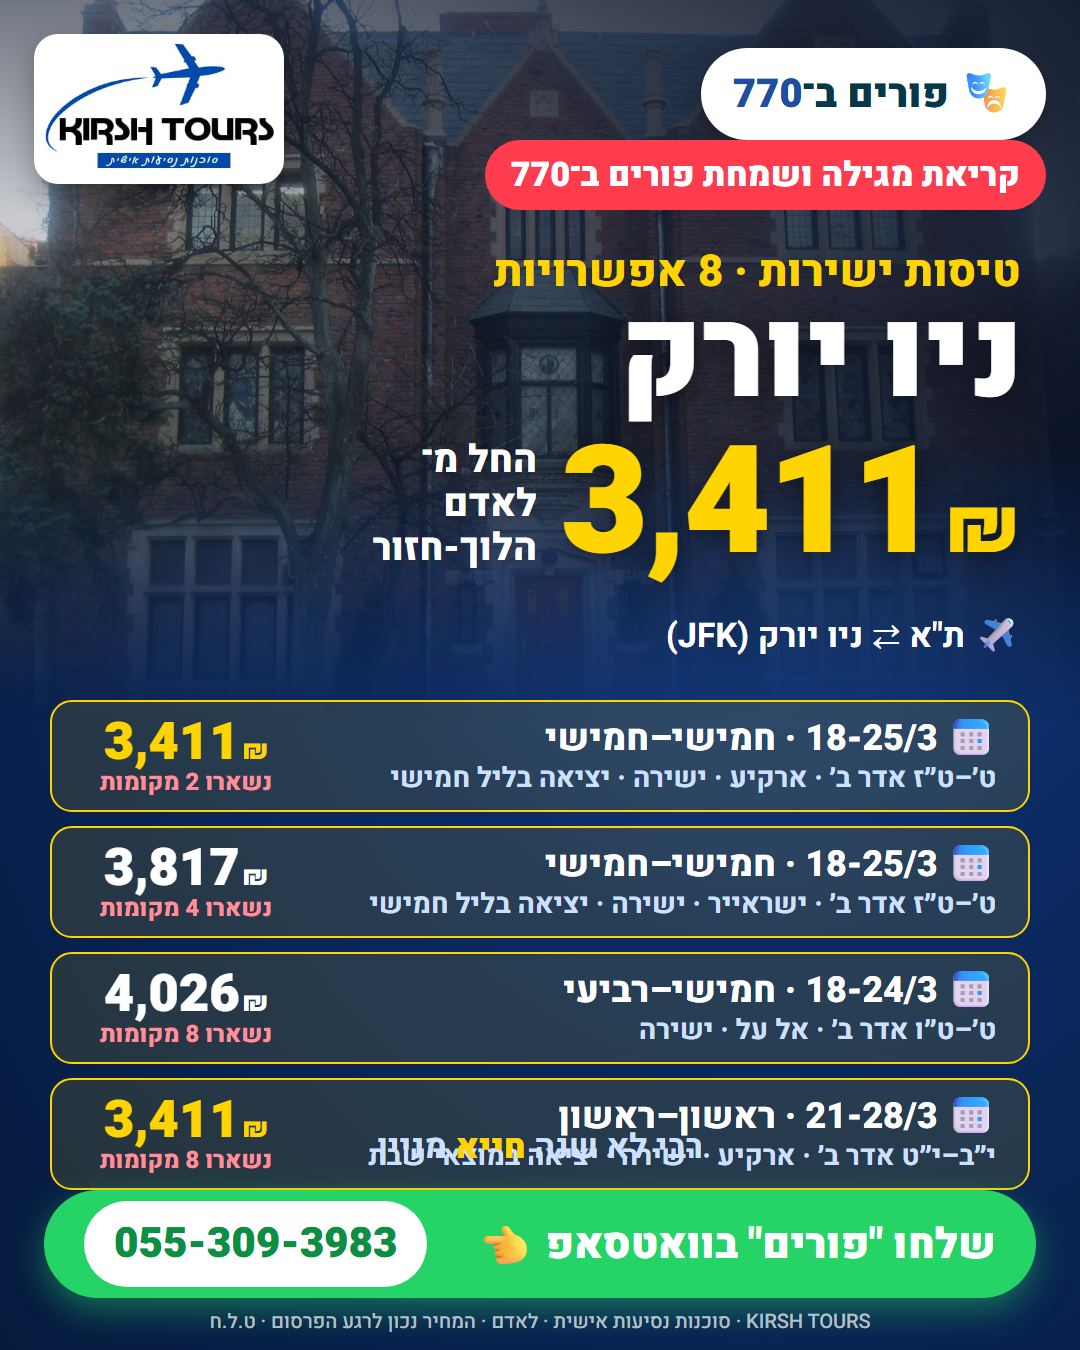 KIRSH TOURS
סוכנות נסיעות אישית
פורים ב־770
קריאת מגילה ושמחת פורים ב־770
טיסות ישירות · 8 אפשרויות
ניו יורק
₪3,411
החל מ־
לאדם
הלוך-חזור
ת"א ⇄ ניו יורק (JFK)
18-25/3 · חמישי–חמישי
ט׳–ט״ז אדר ב׳ · ארקיע · ישירה · יציאה בליל חמישי
₪3,411
נשארו 2 מקומות
18-25/3 · חמישי–חמישי
ט׳–ט״ז אדר ב׳ · ישראייר · ישירה · יציאה בליל חמישי
₪3,817
נשארו 4 מקומות
18-24/3 · חמישי–רביעי
ט׳–ט״ו אדר ב׳ · אל על · ישירה
₪4,026
נשארו 8 מקומות
21-28/3 · ראשון–ראשון
י״ב–י״ט אדר ב׳ · ארקיע · ישירה · יציאה במוצאי שבת
₪3,411
נשארו 8 מקומות
שלחו "פורים" בוואטסאפ
055-309-3983
KIRSH TOURS · סוכנות נסיעות אישית · לאדם · המחיר נכון לרגע הפרסום · ט.ל.ח